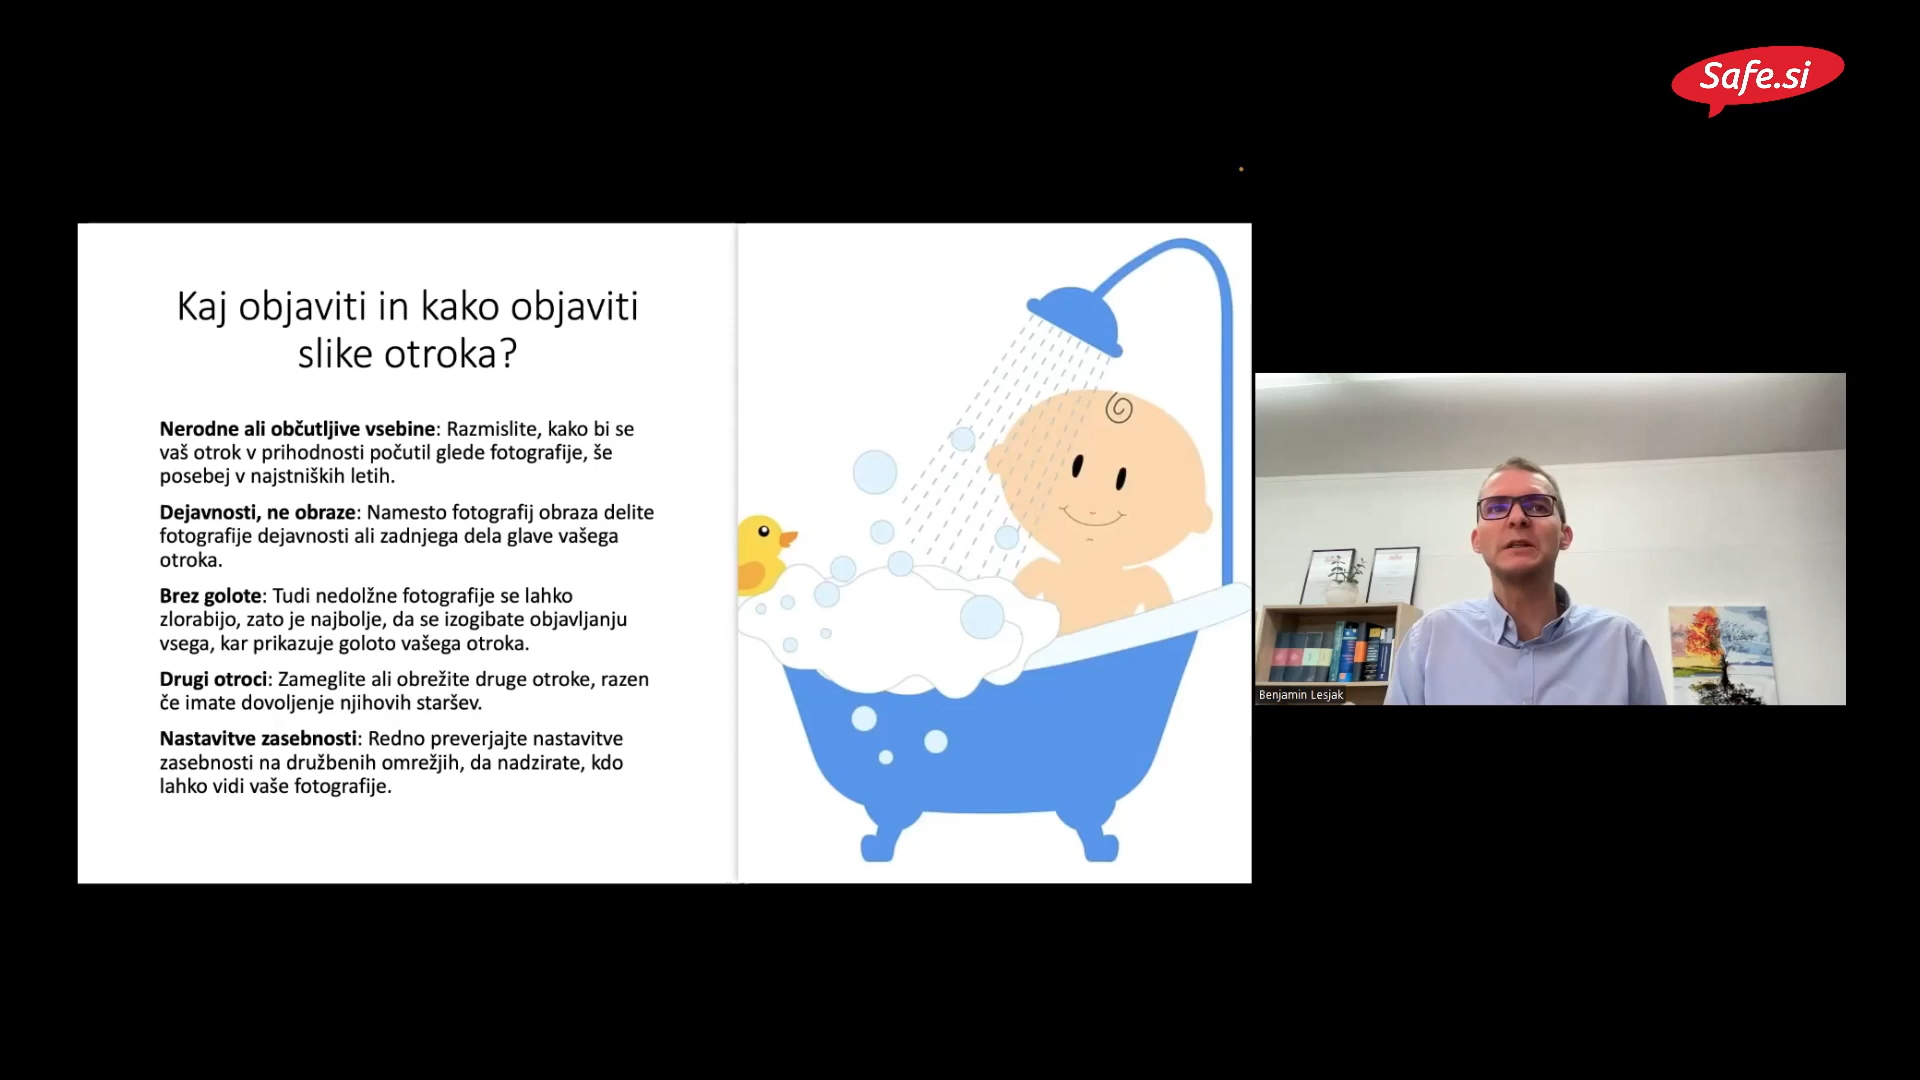 Safe.si
Kaj objaviti in kako objaviti
slike otroka?
Nerodne ali občutljive vsebine: Razmislite, kako bi se
vaš otrok v prihodnosti počutil glede fotografije, še
posebej v najstniških letih.
Dejavnosti, ne obraze: Namesto fotografij obraza delite
fotografije dejavnosti ali zadnjega dela glave vašega
otroka.
Brez golote: Tudi nedolžne fotografije se lahko
zlorabijo, zato je najbolje, da se izogibate objavljanju
vsega, kar prikazuje goloto vašega otroka.
Drugi otroci: Zameglite ali obrežite druge otroke, razen
če imate dovoljenje njihovih staršev.
Nastavitve zasebnosti: Redno preverjajte nastavitve
zasebnosti na družbenih omrežjih, da nadzirate, kdo
lahko vidi vaše fotografije.
Benjamin Lesjak